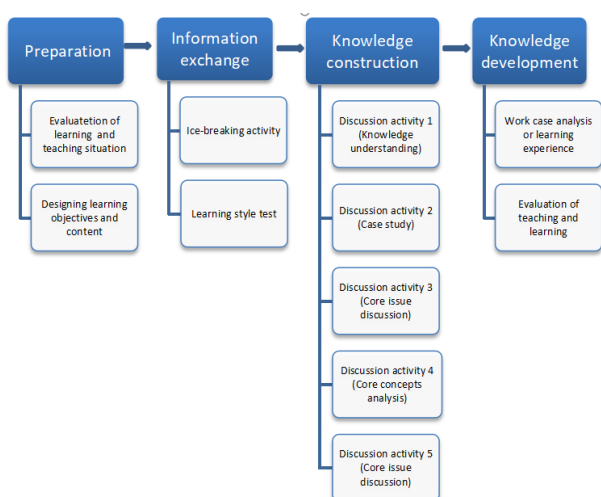 Preparation
Evaluatetion of
learning and
teaching situation
Designing learning
objectives and
content
Information
exchange
Ice-breaking activity
Learning style test
Knowledge
construction
Discussion activity 1
(Knowledge
understanding)
Discussion activity 2
(Case study)
Discussion activity 3
(Core issue
discussion)
Discussion activity 4
(Core concepts
analysis)
Discussion activity 5
(Core issue
discussion)
Knowledge
development
Work case analysis
or learning
experience
Evaluation of
teaching and
learning